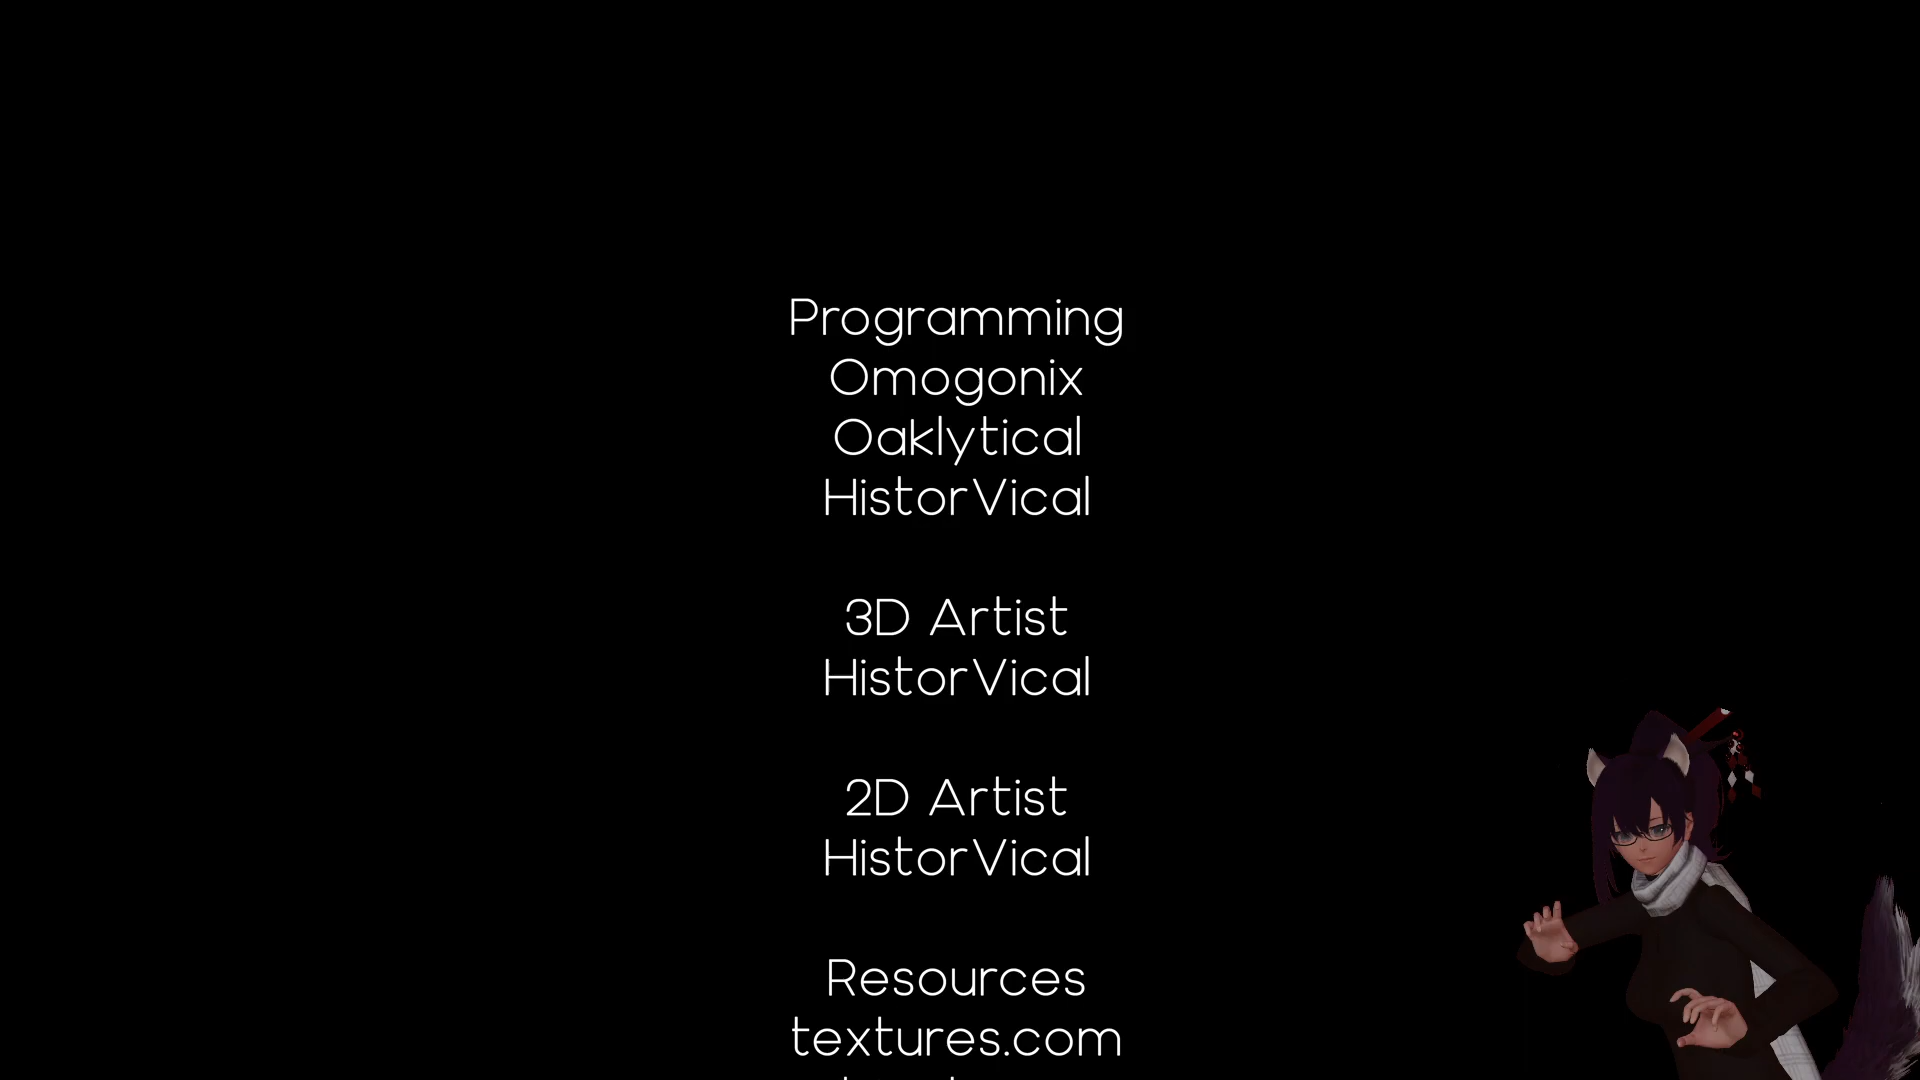 Programming
Omogonix
Oaklytical
HistorVical
3D Artist
HistorVical
2D Artist
HistorVical
Resources
textures.com